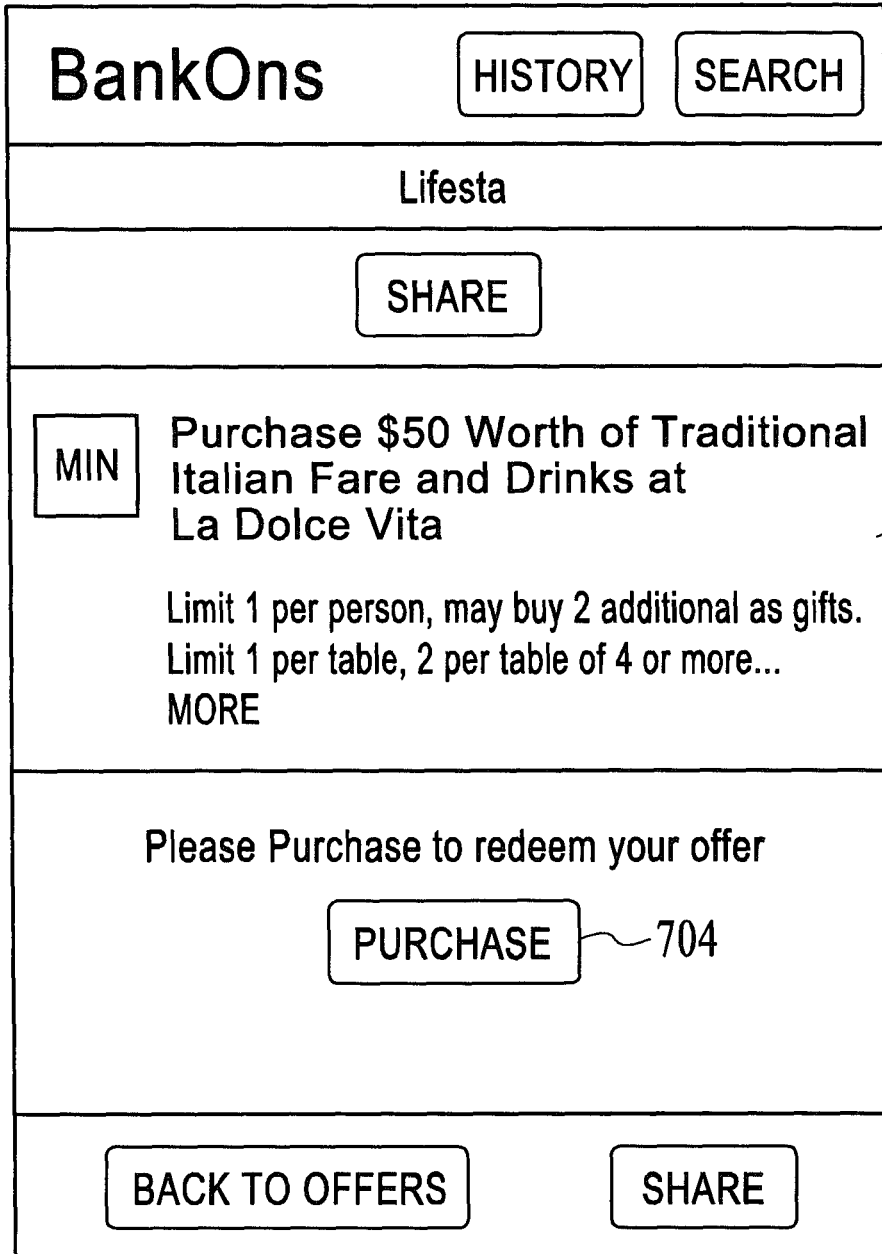 BankOns HISTORY SEARCH
Lifesta
SHARE
MIN
Purchase $50 Worth of Traditional
Italian Fare and Drinks at
La Dolce Vita
Limit 1 per person, may buy 2 additional as gifts.
Limit 1 per table, 2 per table of 4 or more...
MORE
Please Purchase to redeem your offer
PURCHASE 704
BACK TO OFFERS SHARE